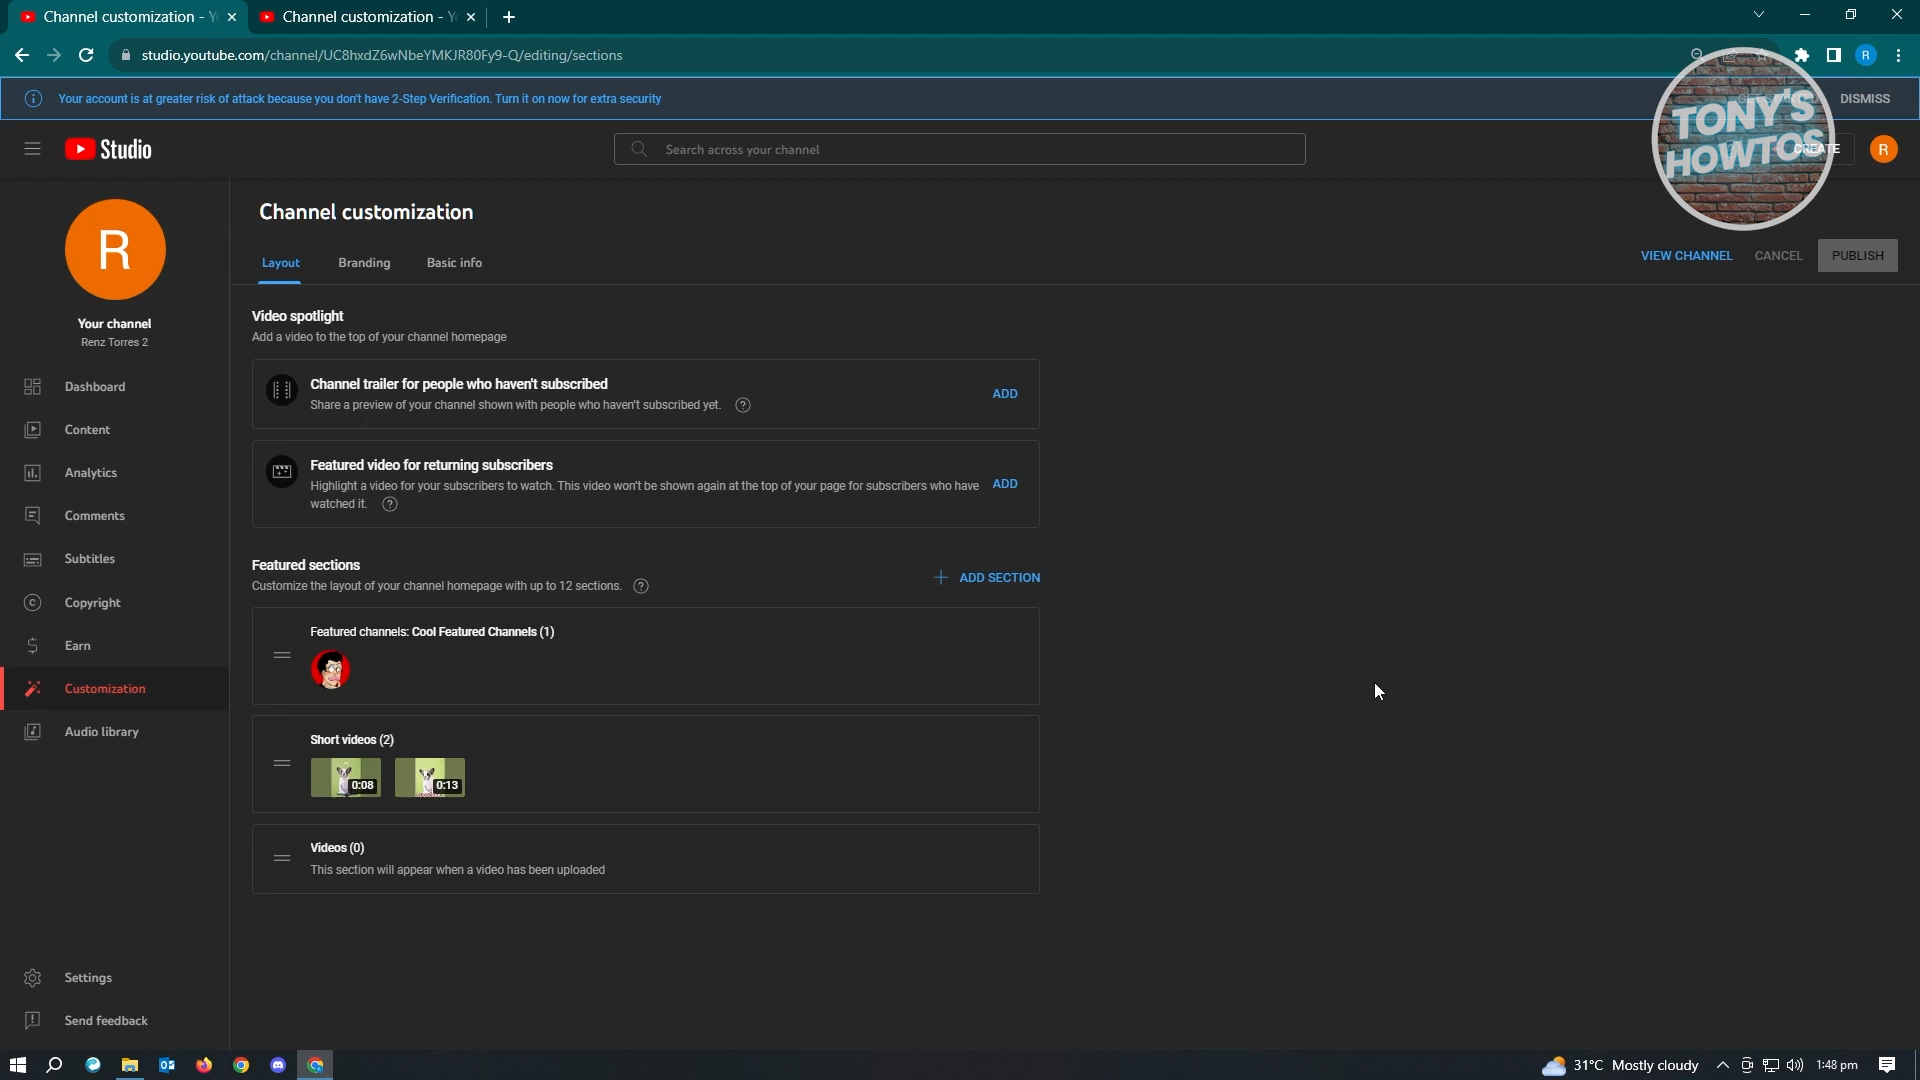 Channel customization - Y
Channel customization - Y
studio.youtube.com/channel/UC8hxdZ6wNbeYMKJR80Fy9-Q/editing/sections
R
Your account is at greater risk of attack because you don't have 2-Step Verification. Turn it on now for extra security
DISMISS
TONY'S
HOWTOS
Studio
Search across your channel
CREATE
R
R
Your channel
Renz Torres 2
Dashboard
Content
Analytics
Comments
Subtitles
Copyright
Earn
Customization
Audio library
Settings
Send feedback
Channel customization
Layout
Branding
Basic info
VIEW CHANNEL
CANCEL
PUBLISH
Video spotlight
Add a video to the top of your channel homepage
Channel trailer for people who haven't subscribed
Share a preview of your channel shown with people who haven't subscribed yet.
ADD
Featured video for returning subscribers
Highlight a video for your subscribers to watch. This video won't be shown again at the top of your page for subscribers who have
watched it.
ADD
Featured sections
Customize the layout of your channel homepage with up to 12 sections.
ADD SECTION
Featured channels: Cool Featured Channels (1)
Short videos (2)
0:08
0:13
Videos (0)
This section will appear when a video has been uploaded
31°C Mostly cloudy
1:48 pm